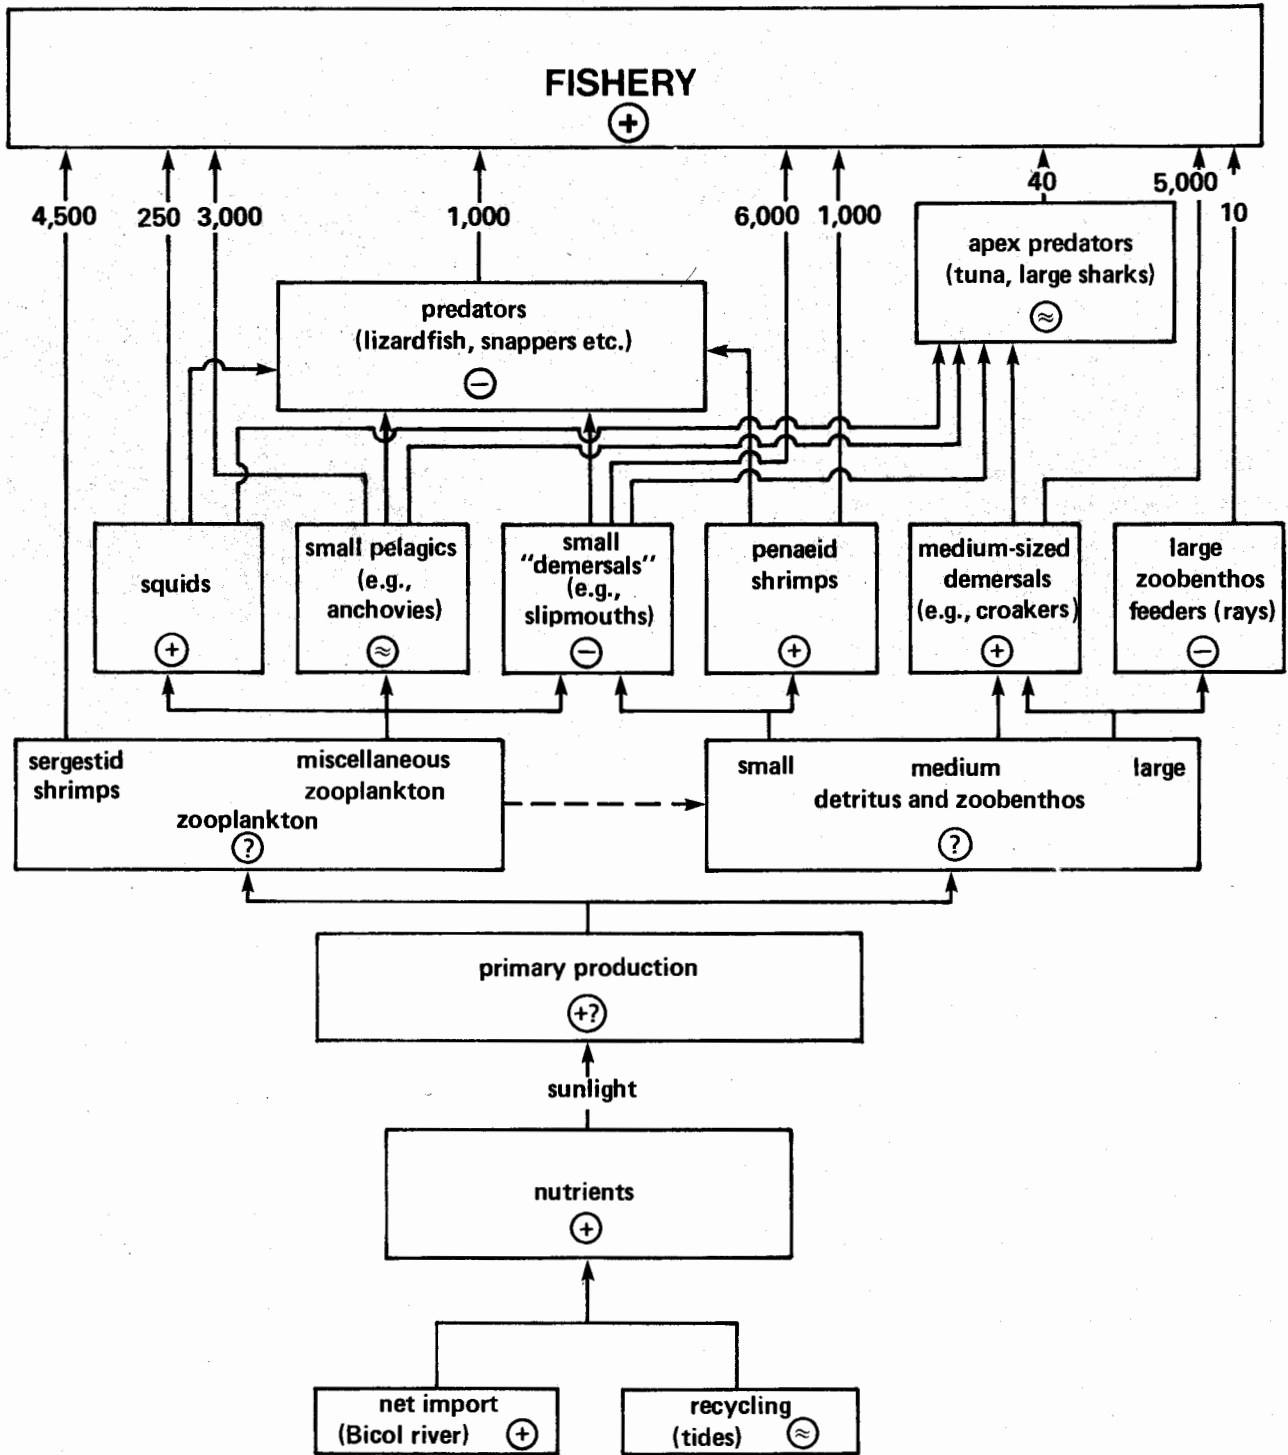 FISHERY
+
4,500
250
3,000
1,000
6,000
1,000
40
5,000
10
apex predators
(tuna, large sharks)
≈
predators
(lizardfish, snappers etc.)
−
squids
+
small pelagics
(e.g.,
anchovies)
≈
small
"demersals"
(e.g.,
slipmouths)
−
penaeid
shrimps
+
medium-sized
demersals
(e.g., croakers)
+
large
zoobenthos
feeders (rays)
−
sergestid
shrimps
miscellaneous
zooplankton
zooplankton
?
small
medium
large
detritus and zoobenthos
?
primary production
+?
sunlight
nutrients
+
net import
(Bicol river) +
recycling
(tides) ≈